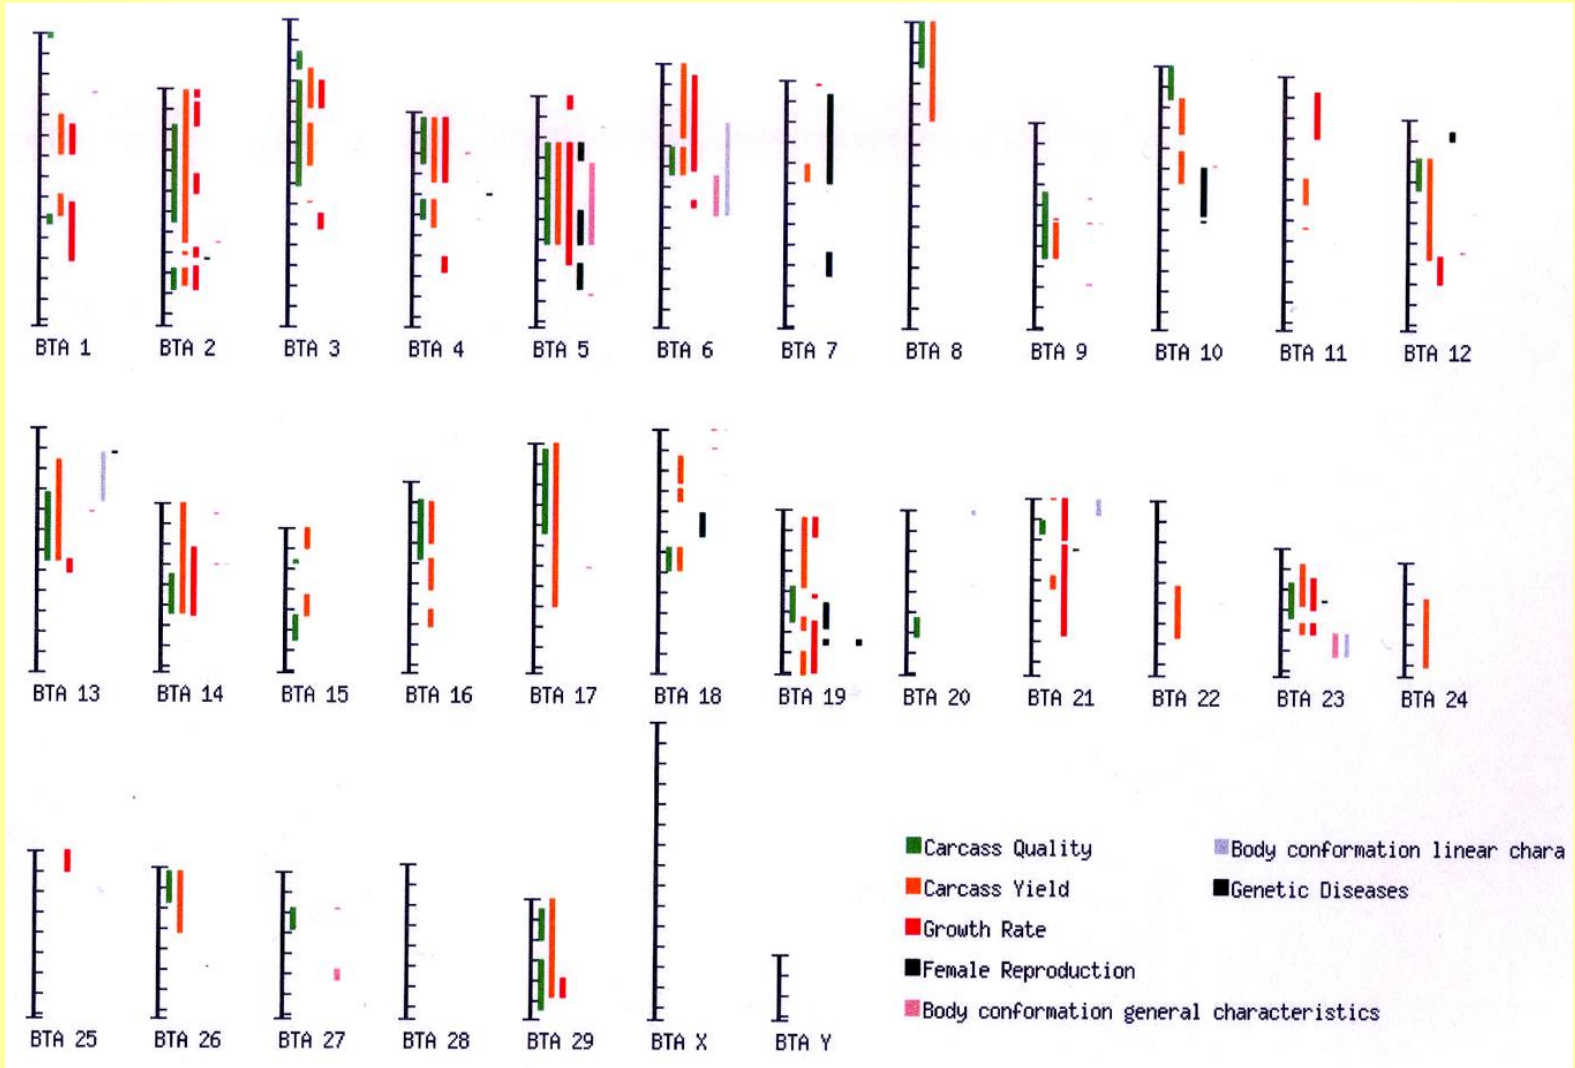 BTA 1 BTA 2 BTA 3 BTA 4 BTA 5 BTA 6 BTA 7 BTA 8 BTA 9 BTA 10 BTA 11 BTA 12
BTA 13 BTA 14 BTA 15 BTA 16 BTA 17 BTA 18 BTA 19 BTA 20 BTA 21 BTA 22 BTA 23 BTA 24
Carcass Quality
Carcass Yield
Growth Rate
Female Reproduction
Body conformation general characteristics
Body conformation linear chara
Genetic Diseases
BTA 25 BTA 26 BTA 27 BTA 28 BTA 29 BTA X BTA Y